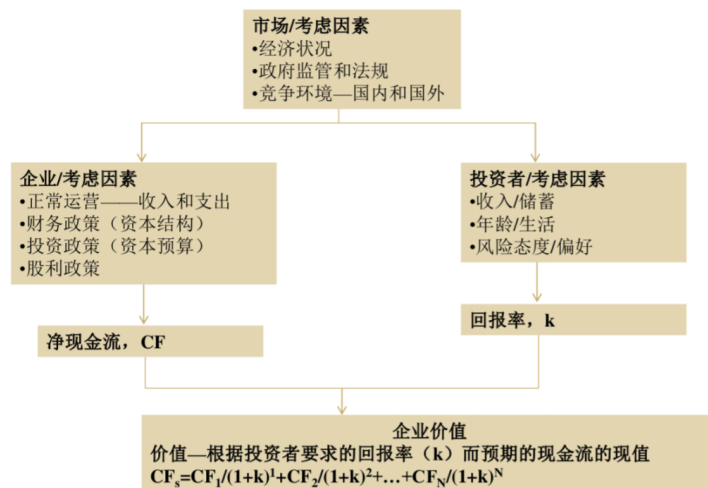 市场/考虑因素
•经济状况
•政府监管和法规
•竞争环境—国内和国外
企业/考虑因素
•正常运营——收入和支出
•财务政策（资本结构）
•投资政策（资本预算）
•股利政策
投资者/考虑因素
•收入/储蓄
•年龄/生活
•风险态度/偏好
净现金流，CF
回报率，k
企业价值
价值—根据投资者要求的回报率（k）而预期的现金流的现值
CFₛ=CF₁/(1+k)¹+CF₂/(1+k)²+…+CF_N/(1+k)^N